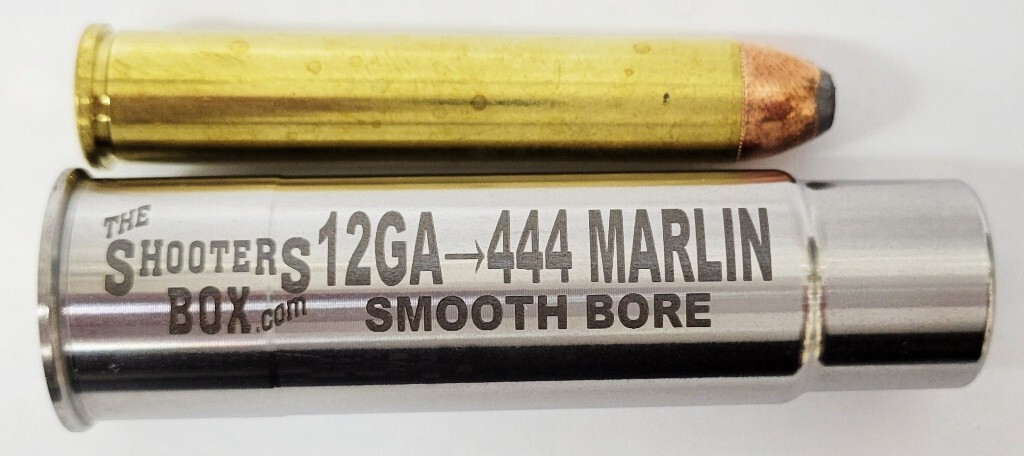 THE
SHOOTERS
BOX.com
12GA→444 MARLIN
SMOOTH BORE